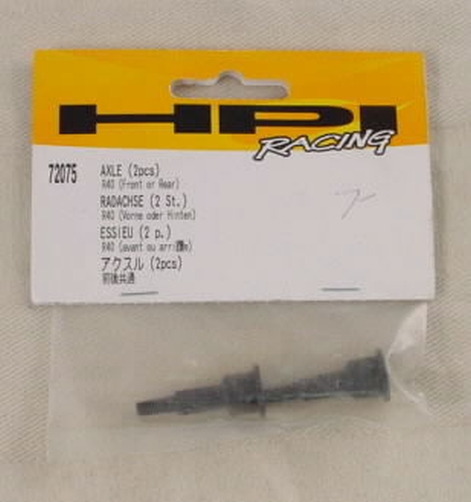 HPI
RACING
72075
AXLE (2pcs)
R40 (Front or Rear)
RADACHSE (2 St.)
R40 (Vorne oder Hinten)
ESSIEU (2 p.)
R40 (avant ou
アクスル (2pcs)
前後共通